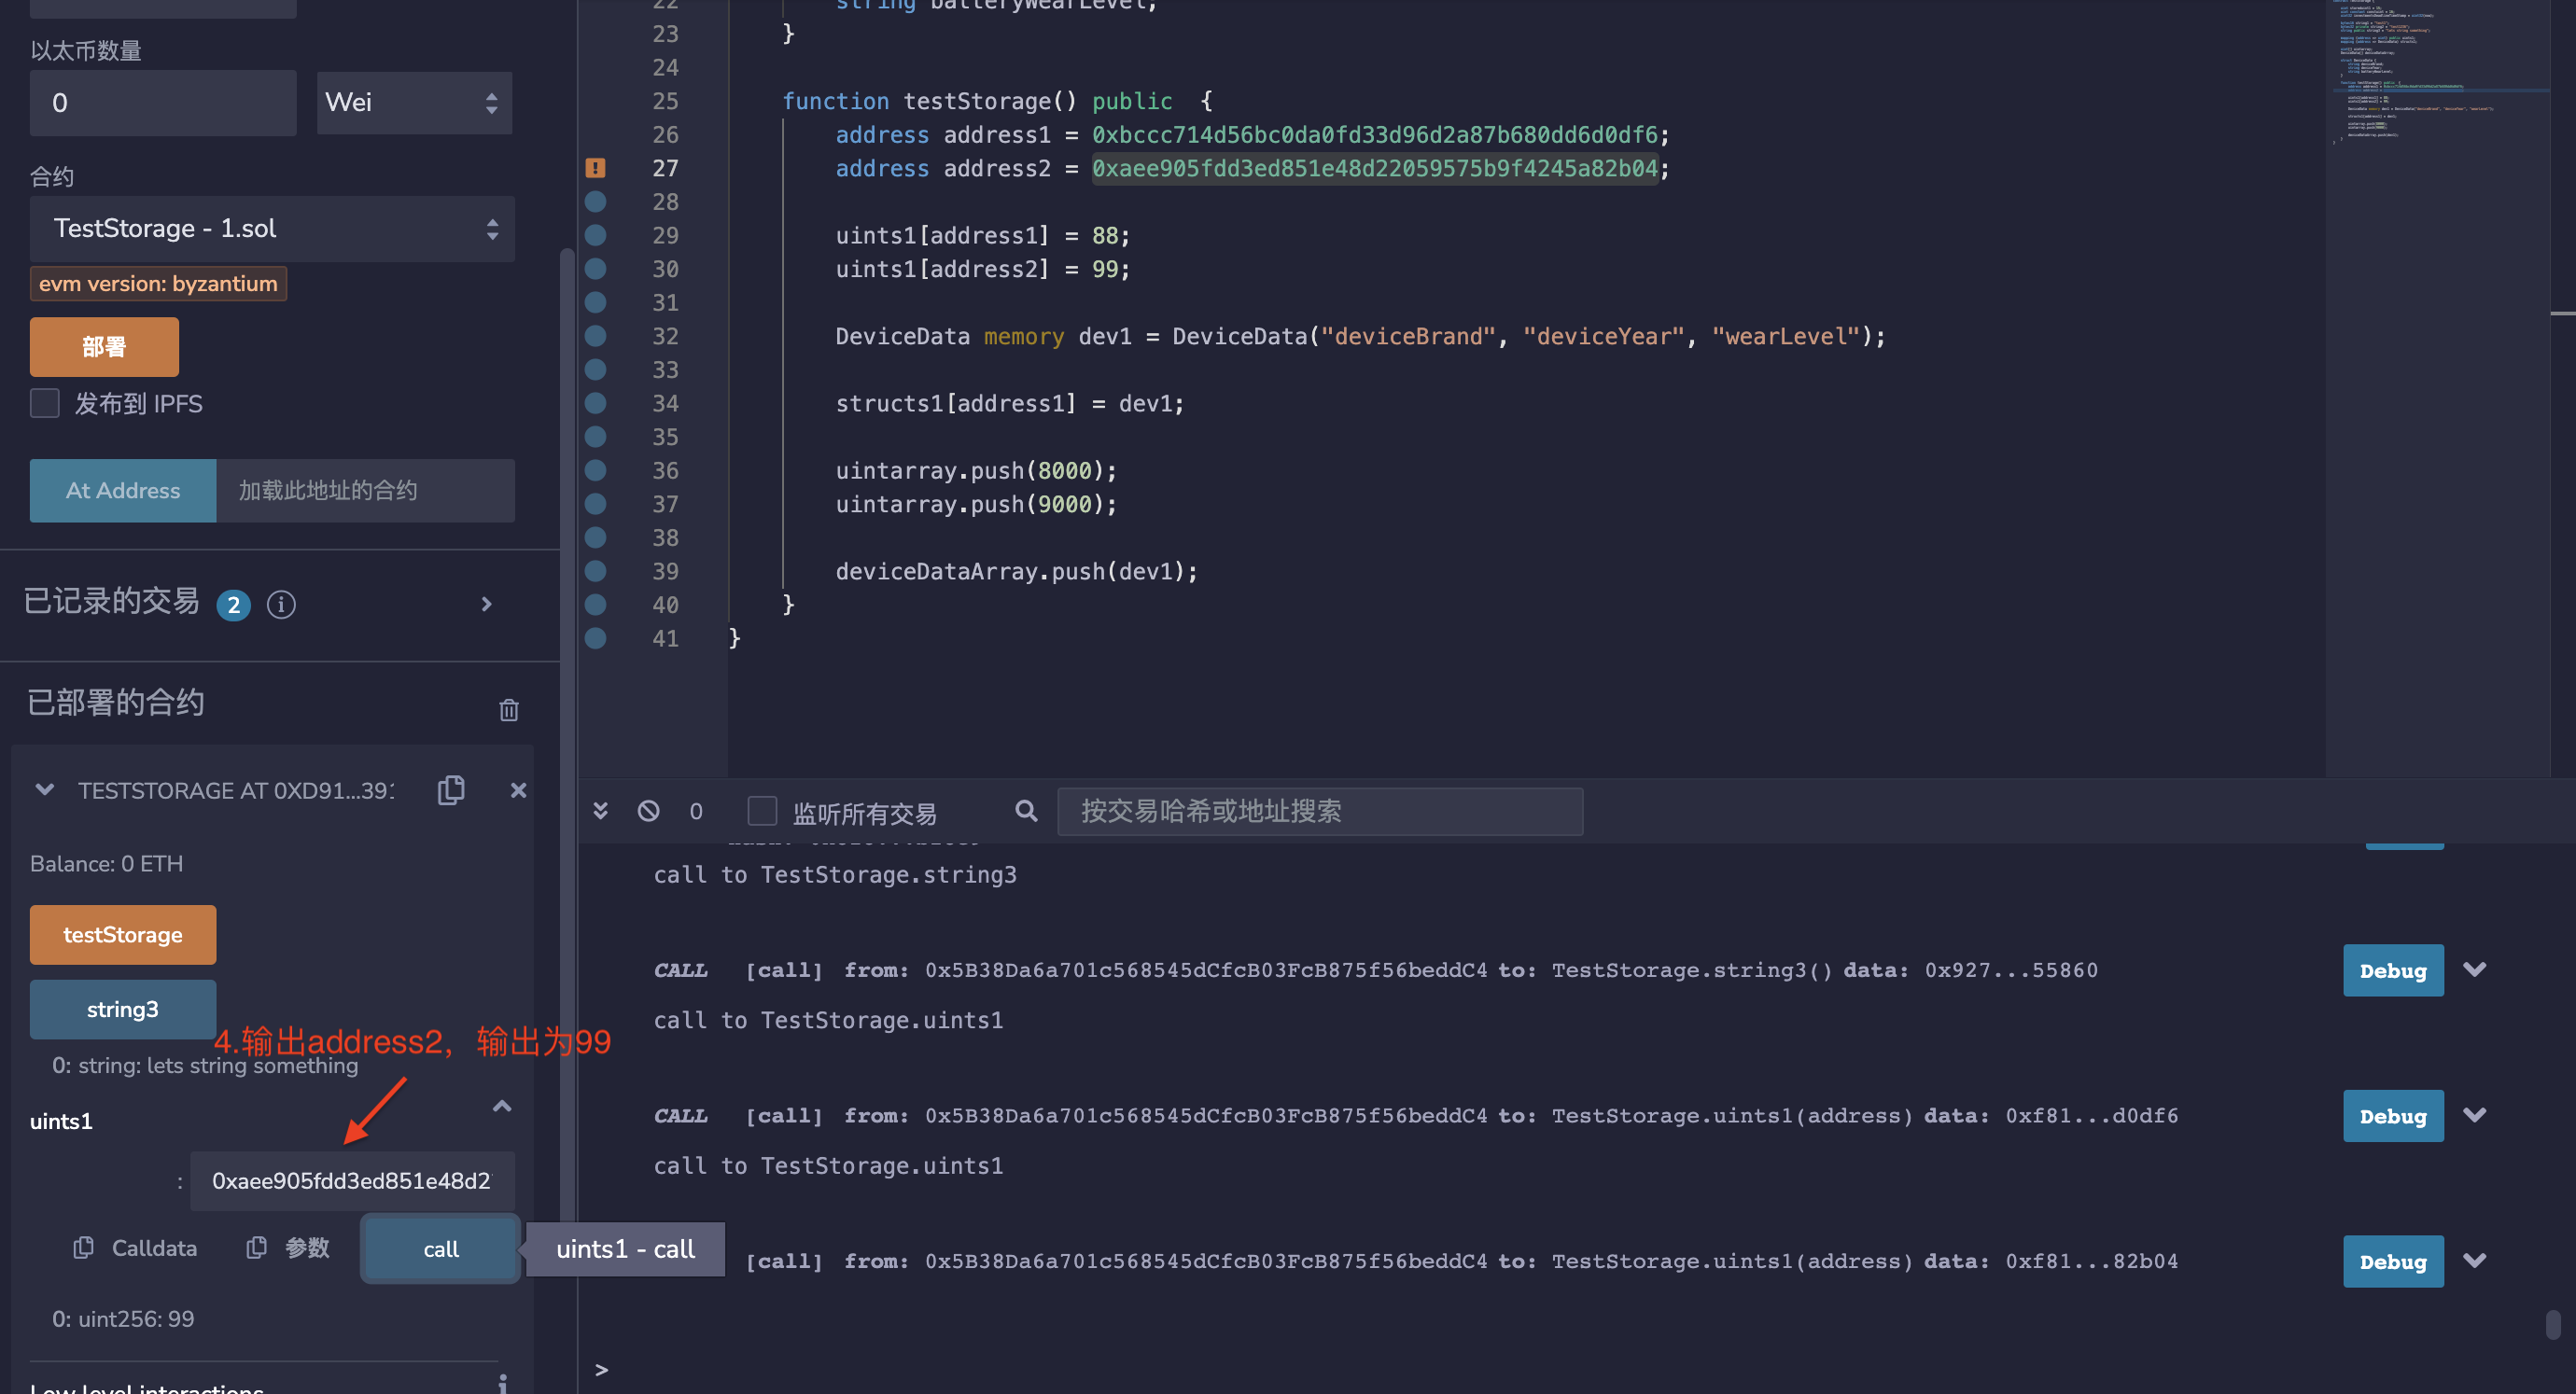 以太币数量
0
Wei
合约
TestStorage - 1.sol
evm version: byzantium
部署
发布到 IPFS
At Address
加载此地址的合约
已记录的交易 2
已部署的合约
TESTSTORAGE AT 0XD91...391
Balance: 0 ETH
testStorage
string3
4.输出address2，输出为99
0: string: lets string something
uints1
: 0xaee905fdd3ed851e48d2
Calldata 参数 call
uints1 - call
0: uint256: 99
Low level interactions
22 string batteryWearLevel;
23 }
24
25 function testStorage() public {
26 address address1 = 0xbccc714d56bc0da0fd33d96d2a87b680dd6d0df6;
27 address address2 = 0xaee905fdd3ed851e48d22059575b9f4245a82b04;
28
29 uints1[address1] = 88;
30 uints1[address2] = 99;
31
32 DeviceData memory dev1 = DeviceData("deviceBrand", "deviceYear", "wearLevel");
33
34 structs1[address1] = dev1;
35
36 uintarray.push(8000);
37 uintarray.push(9000);
38
39 deviceDataArray.push(dev1);
40 }
41 }
0 监听所有交易 按交易哈希或地址搜索
call to TestStorage.string3
CALL [call] from: 0x5B38Da6a701c568545dCfcB03FcB875f56beddC4 to: TestStorage.string3() data: 0x927...55860 Debug
call to TestStorage.uints1
CALL [call] from: 0x5B38Da6a701c568545dCfcB03FcB875f56beddC4 to: TestStorage.uints1(address) data: 0xf81...d0df6 Debug
call to TestStorage.uints1
[call] from: 0x5B38Da6a701c568545dCfcB03FcB875f56beddC4 to: TestStorage.uints1(address) data: 0xf81...82b04 Debug
>